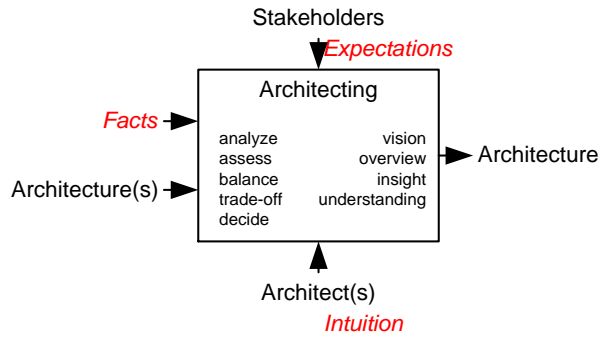 Stakeholders
Expectations
Architecting
Facts
analyze vision
assess overview
balance insight
trade-off understanding
decide
Architecture
Architecture(s)
Architect(s)
Intuition